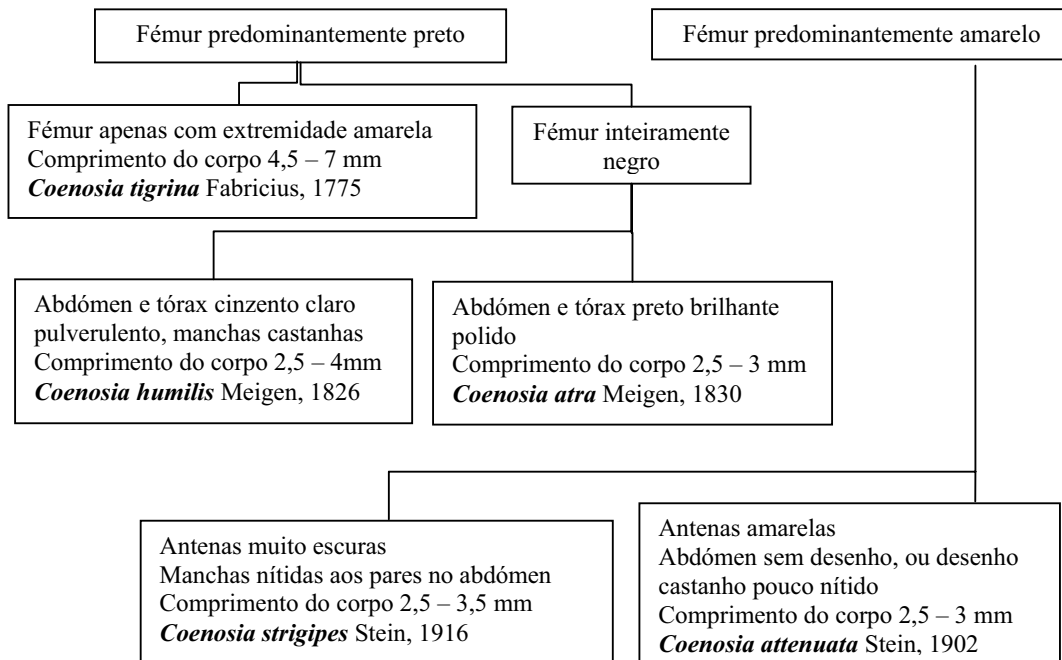 Fémur predominantemente preto
Fémur predominantemente amarelo
Fémur apenas com extremidade amarela
Comprimento do corpo 4,5 – 7 mm
Coenosia tigrina Fabricius, 1775
Fémur inteiramente
negro
Abdómen e tórax cinzento claro
pulverulento, manchas castanhas
Comprimento do corpo 2,5 – 4mm
Coenosia humilis Meigen, 1826
Abdómen e tórax preto brilhante
polido
Comprimento do corpo 2,5 – 3 mm
Coenosia atra Meigen, 1830
Antenas muito escuras
Manchas nítidas aos pares no abdómen
Comprimento do corpo 2,5 – 3,5 mm
Coenosia strigipes Stein, 1916
Antenas amarelas
Abdómen sem desenho, ou desenho
castanho pouco nítido
Comprimento do corpo 2,5 – 3 mm
Coenosia attenuata Stein, 1902